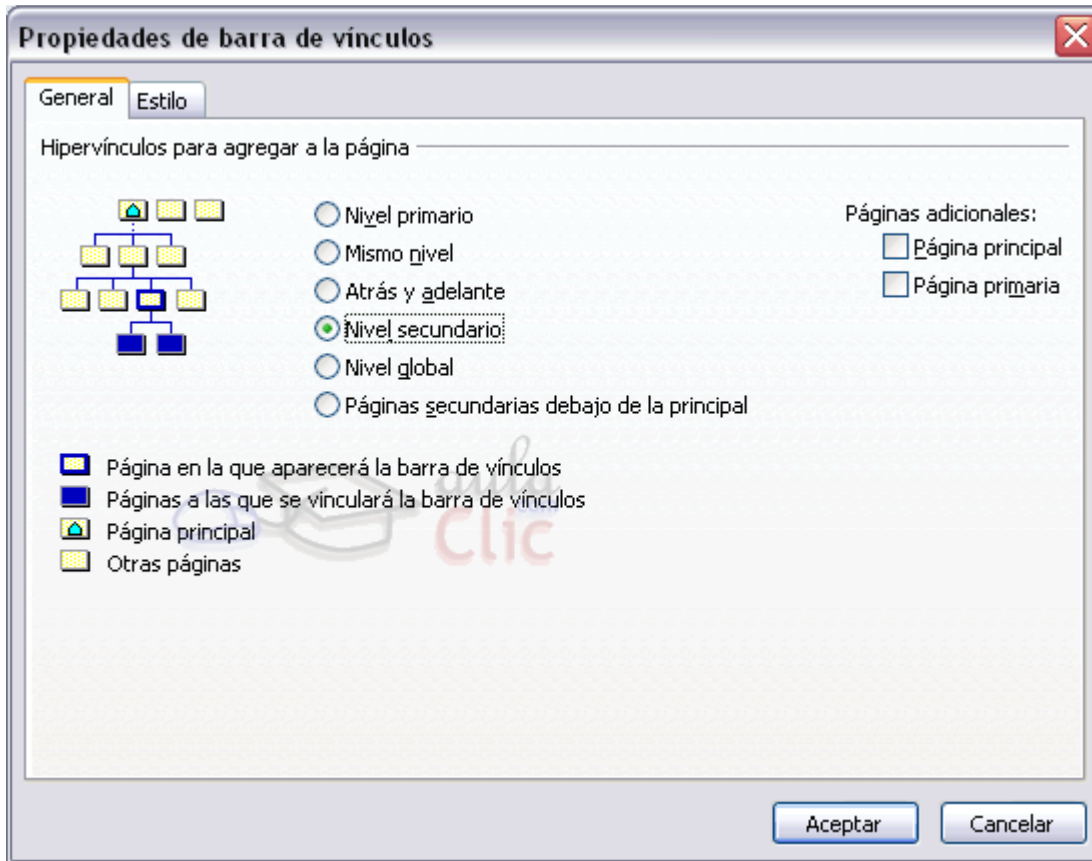 Propiedades de barra de vínculos
General
Estilo
Hipervínculos para agregar a la página
Nivel primario
Mismo nivel
Atrás y adelante
Nivel secundario
Nivel global
Páginas secundarias debajo de la principal
Páginas adicionales:
Página principal
Página primaria
Página en la que aparecerá la barra de vínculos
Páginas a las que se vinculará la barra de vínculos
Página principal
Otras páginas
aula
Clic
.com
Aceptar
Cancelar